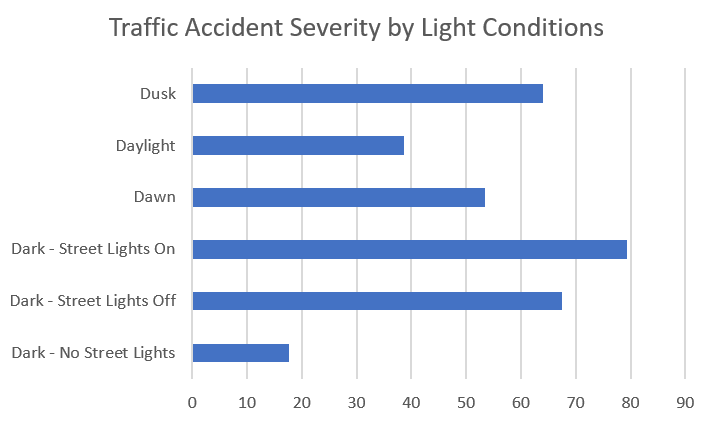 Traffic Accident Severity by Light Conditions
Dusk
Daylight
Dawn
Dark - Street Lights On
Dark - Street Lights Off
Dark - No Street Lights
0 10 20 30 40 50 60 70 80 90